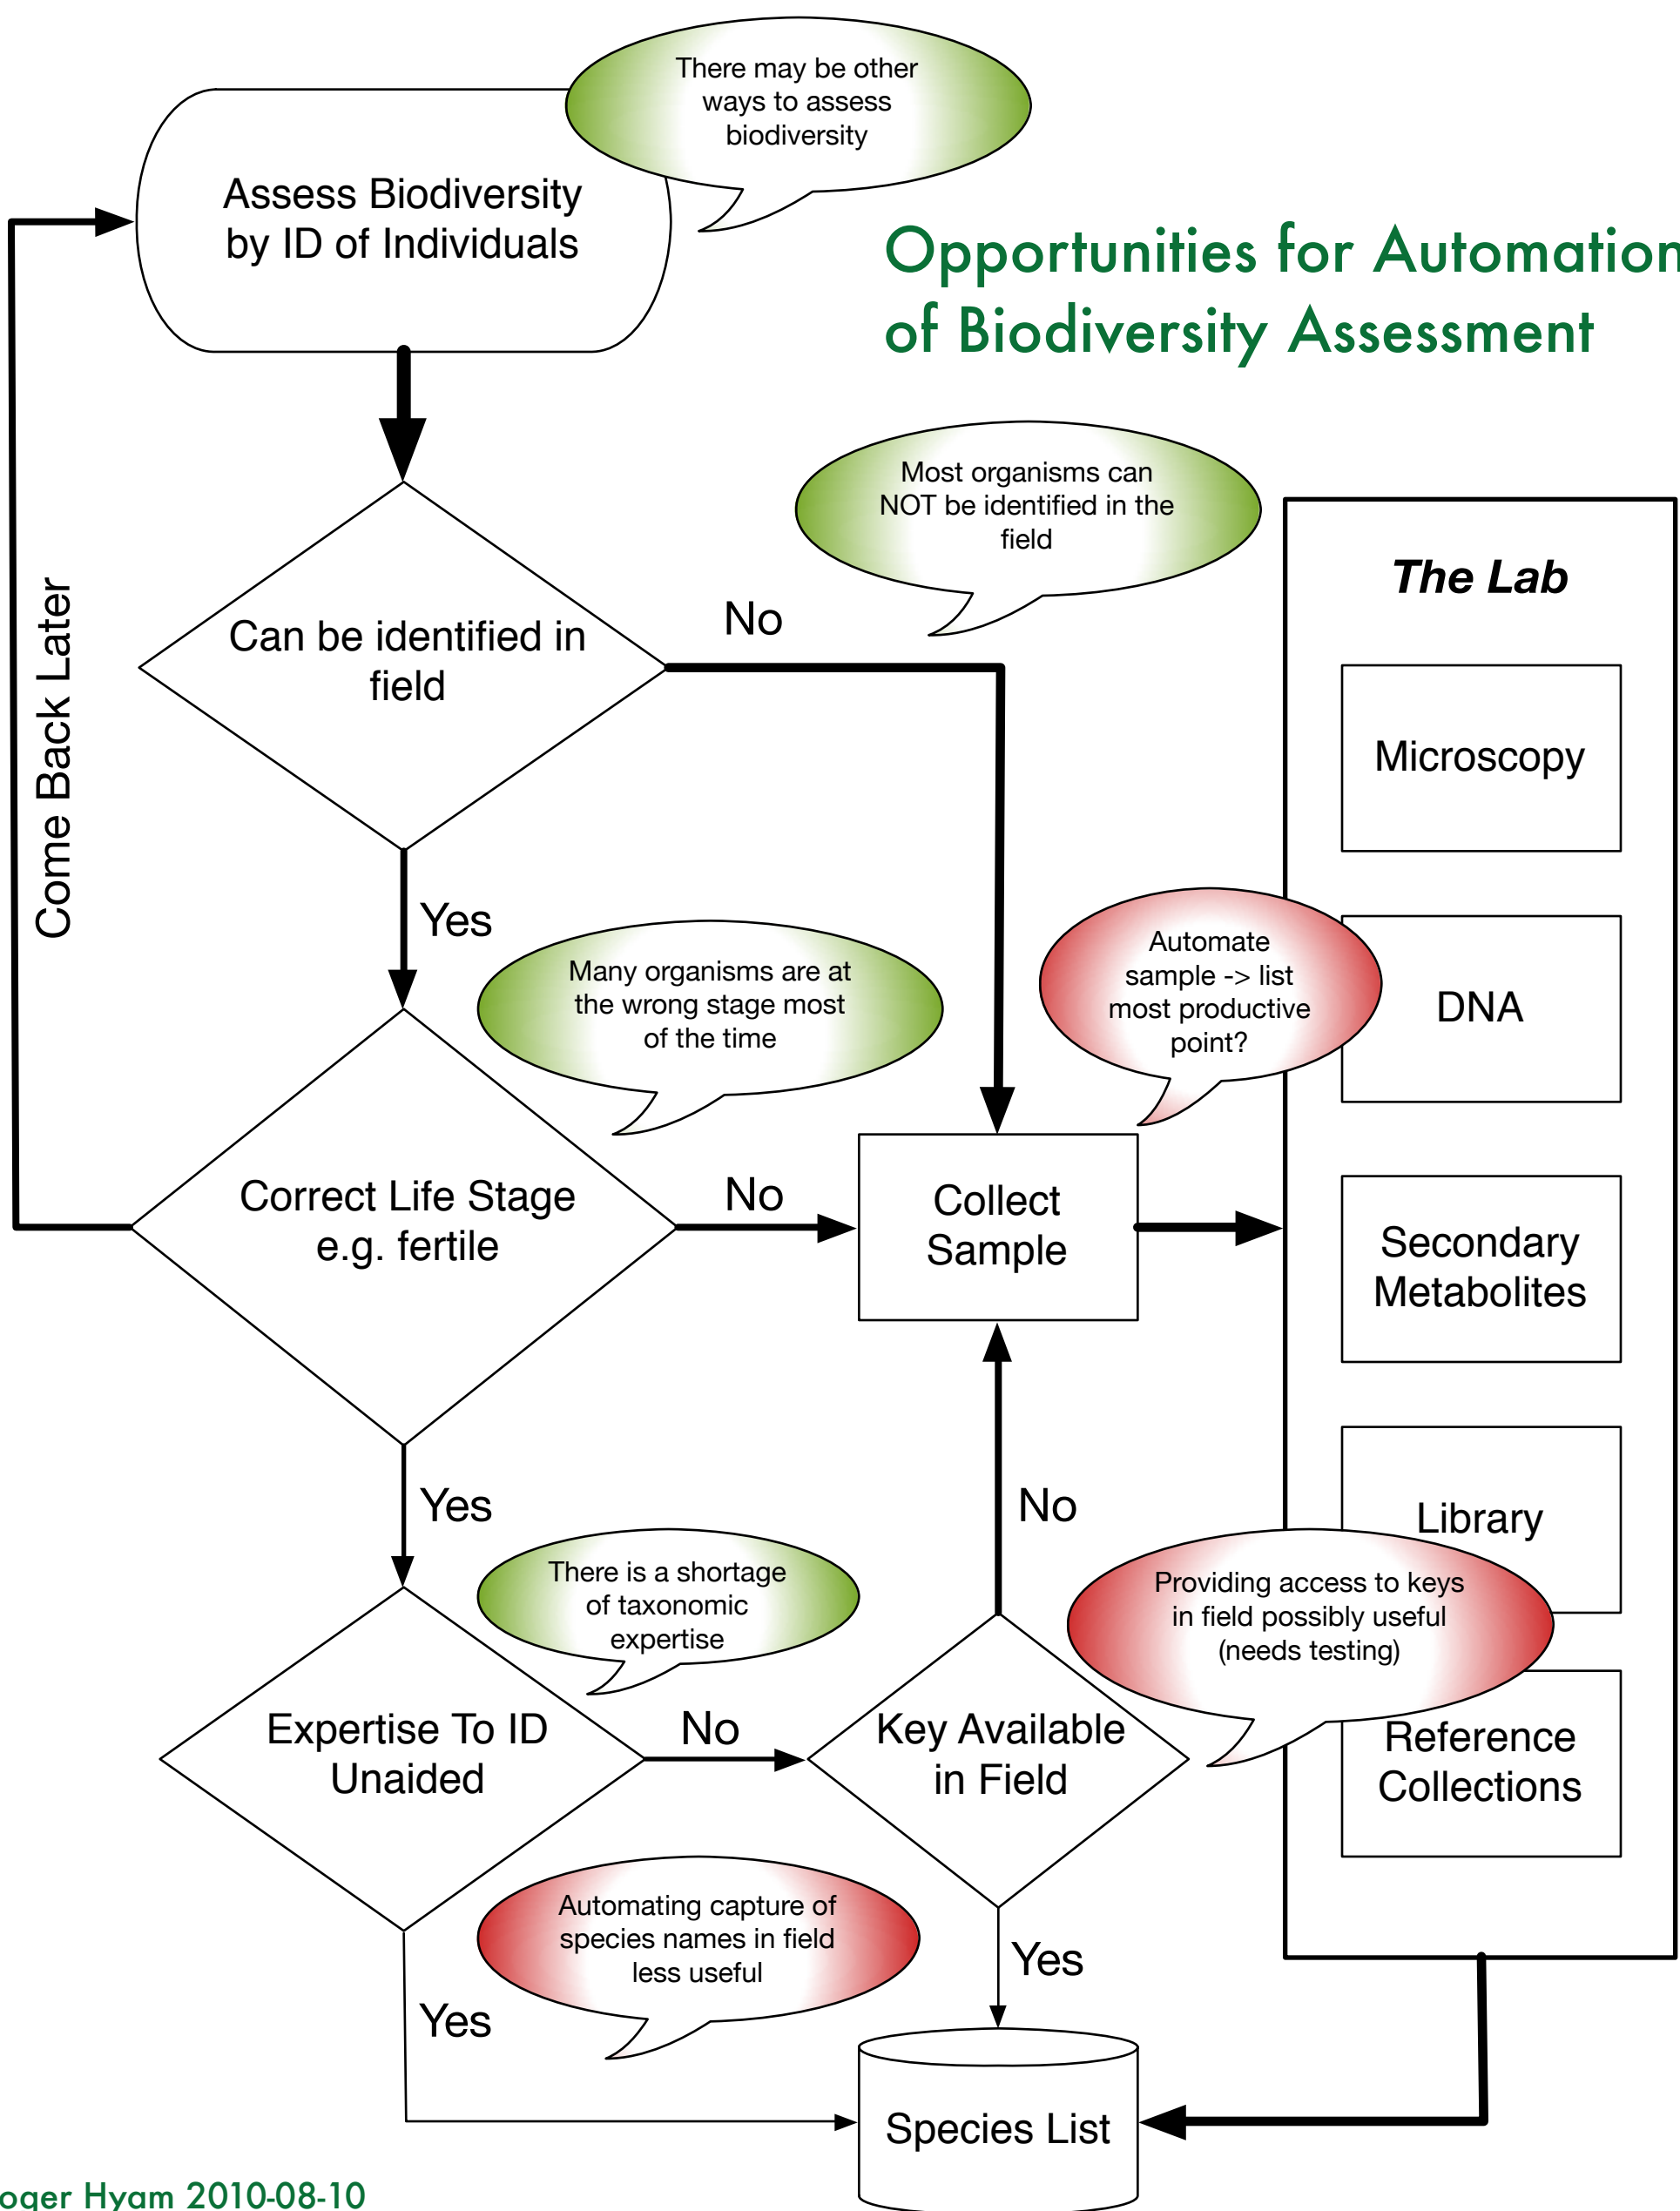 There may be other
ways to assess
biodiversity
Assess Biodiversity
by ID of Individuals
Opportunities for Automation
of Biodiversity Assessment
Most organisms can
NOT be identified in the
field
The Lab
Come Back Later
Can be identified in
field
No
Microscopy
Yes
Many organisms are at
the wrong stage most
of the time
Automate
sample -> list
most productive
point?
DNA
Correct Life Stage
e.g. fertile
No
Collect
Sample
Secondary
Metabolites
Yes
No
Library
There is a shortage
of taxonomic
expertise
Providing access to keys
in field possibly useful
(needs testing)
Expertise To ID
Unaided
No
Key Available
in Field
Reference
Collections
Automating capture of
species names in field
less useful
Yes
Yes
Species List
oger Hyam 2010-08-10